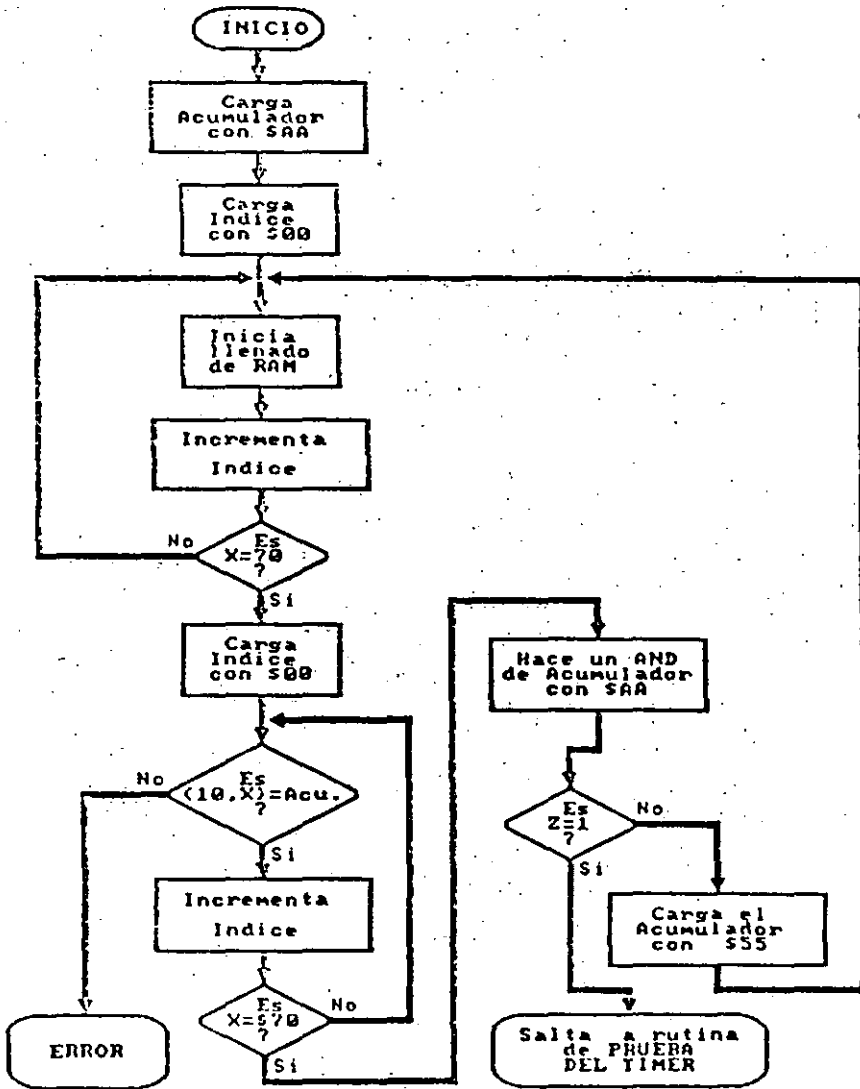 INICIO
Carga
Acumulador
con $AA
Carga
Indice
con $00
Inicia
llenado
de RAM
Incrementa
Indice
No
Es
X=70
?
Si
Carga
Indice
con $00
No
Es
(10,X)=Acu.
?
Si
Incrementa
Indice
Es
X=$70
?
No
Si
ERROR
Hace un AND
de Acumulador
con $AA
Es
Z=1
?
No
Si
Carga el
Acumulador
con $55
Salta a rutina
de PRUEBA
DEL TIMER